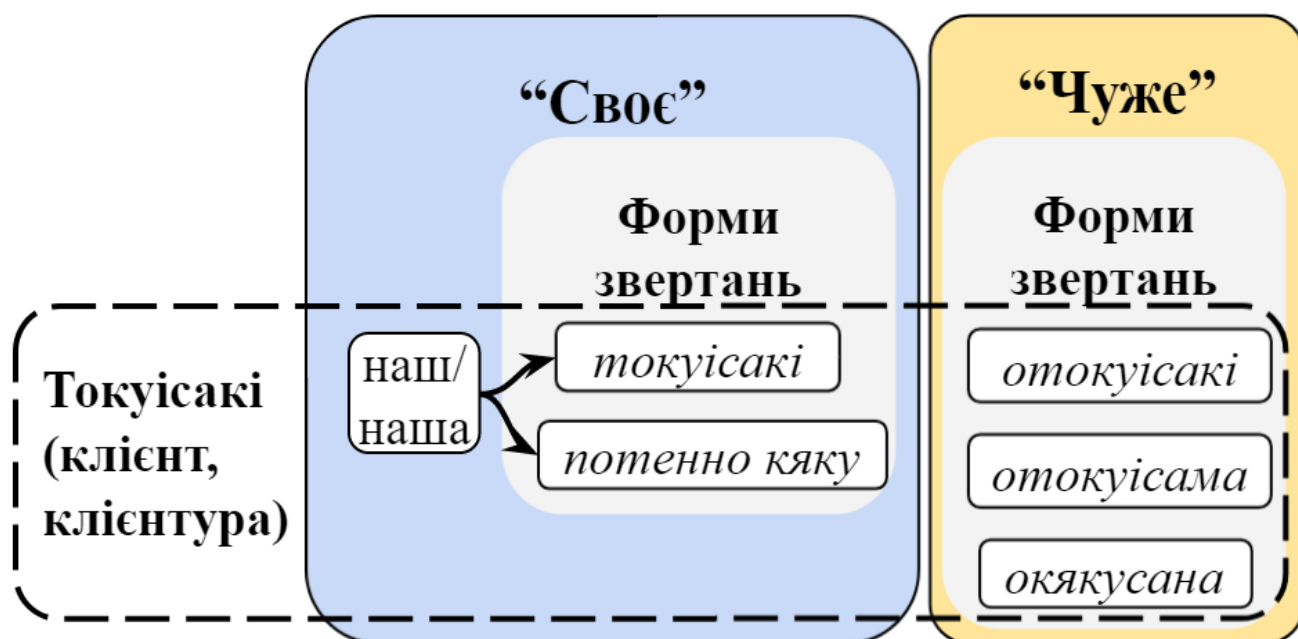 “Своє”
“Чуже”
Форми
звертань
Форми
звертань
Токуісакі
(клієнт,
клієнтура)
наш/
наша
токуісакі
потенно кяку
отокуісакі
отокуісама
окякусана